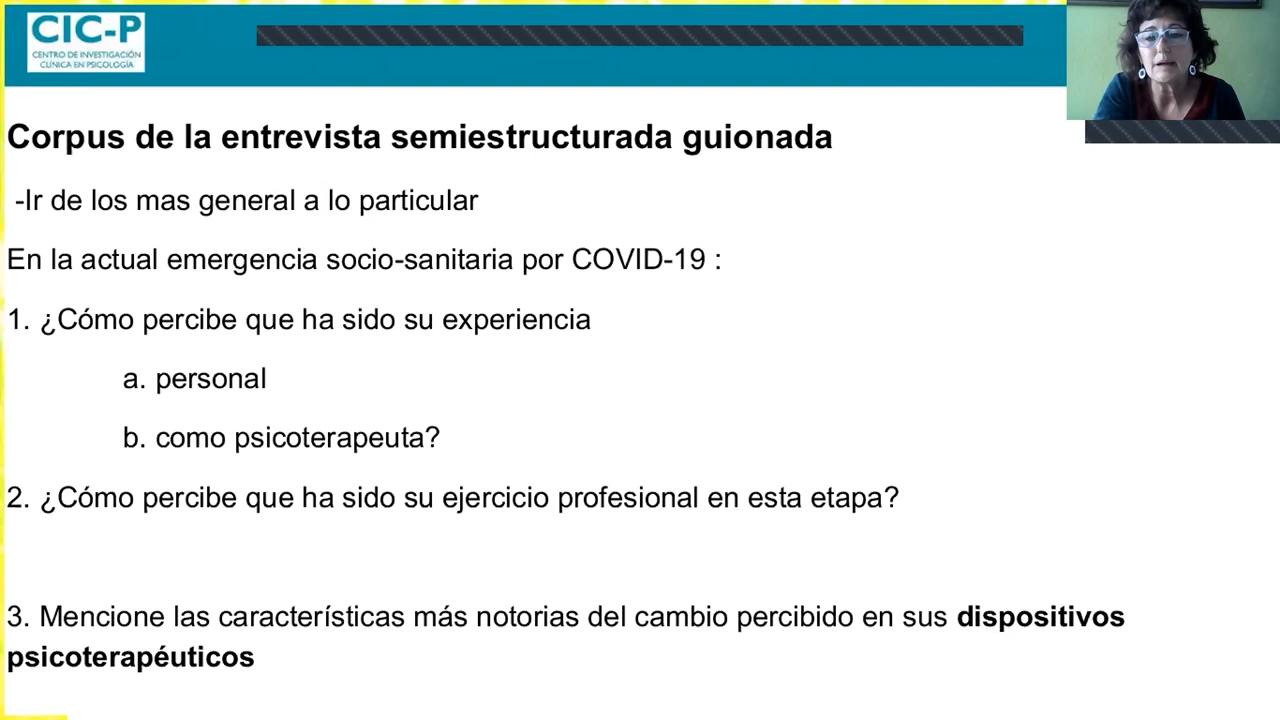 CIC-P
CENTRO DE INVESTIGACIÓN
CLÍNICA EN PSICOLOGÍA
Corpus de la entrevista semiestructurada guionada
-Ir de los mas general a lo particular
En la actual emergencia socio-sanitaria por COVID-19 :
1. ¿Cómo percibe que ha sido su experiencia
a. personal
b. como psicoterapeuta?
2. ¿Cómo percibe que ha sido su ejercicio profesional en esta etapa?
3. Mencione las características más notorias del cambio percibido en sus dispositivos
psicoterapéuticos